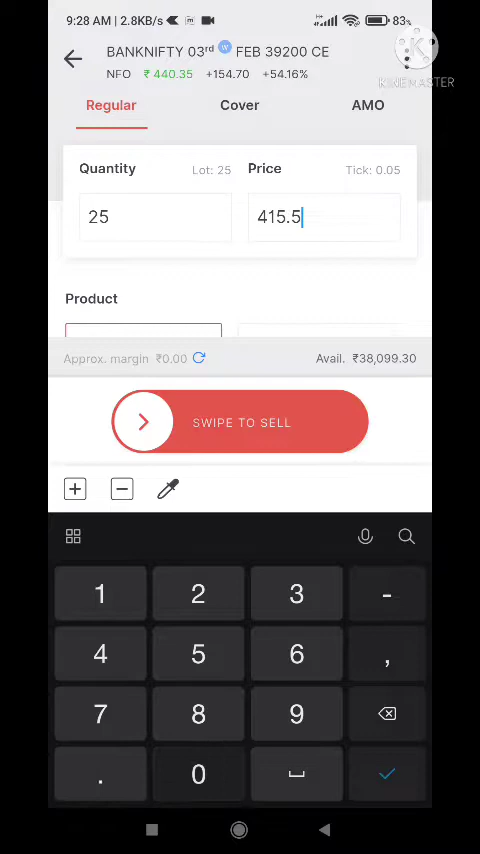 9:28 AM | 2.8KB/s
83%
BANKNIFTY 03rd W FEB 39200 CE
NFO ₹ 440.35 +154.70 +54.16%
KINEMASTER
Regular Cover AMO
Quantity Lot: 25 Price Tick: 0.05
25 415.5
Product
Approx. margin ₹0.00 Avail. ₹38,099.30
SWIPE TO SELL
1 2 3 -
4 5 6 ,
7 8 9
. 0